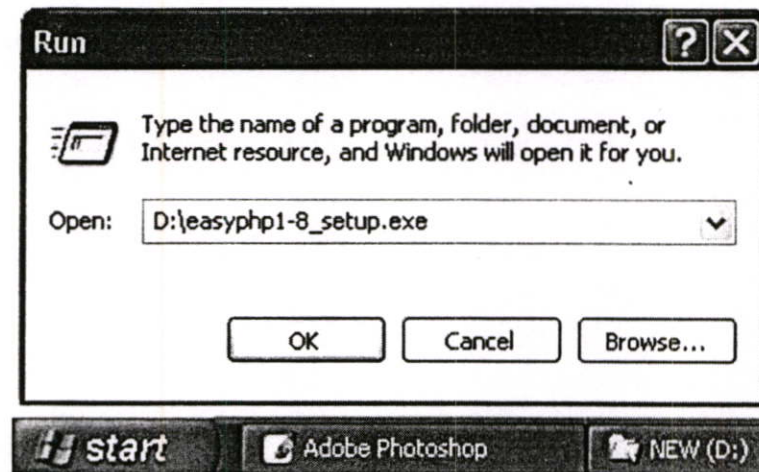 Run
Type the name of a program, folder, document, or
Internet resource, and Windows will open it for you.
Open: D:\easyphp1-8_setup.exe
OK Cancel Browse...
start Adobe Photoshop NEW (D:)